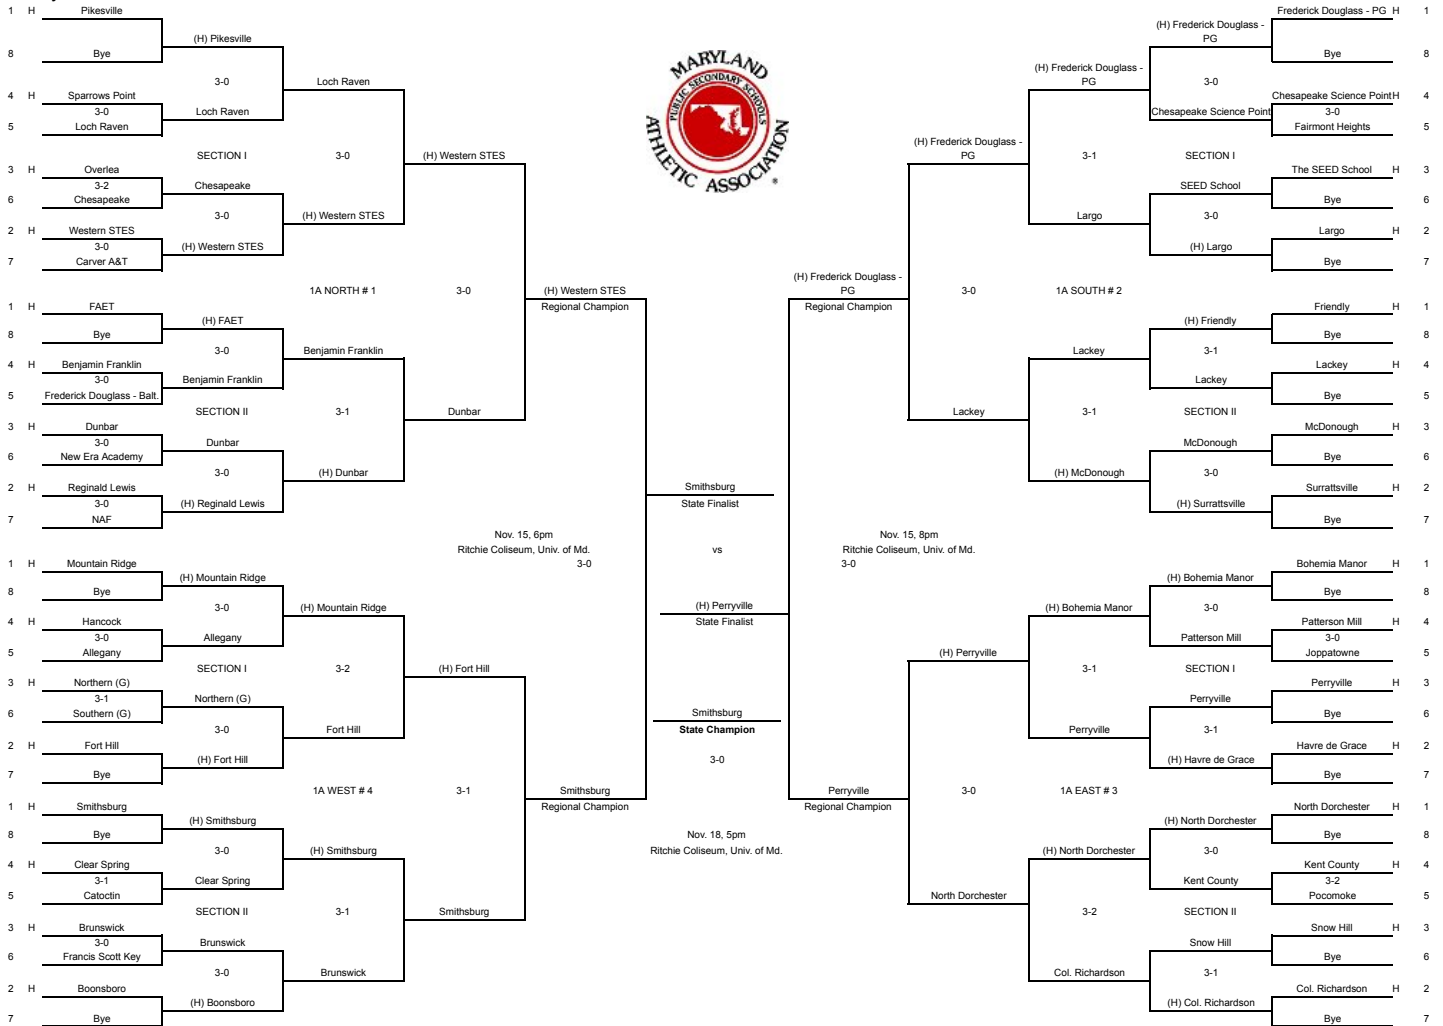 1 H Pikesville
8 Bye
(H) Pikesville
3-0
4 H Sparrows Point
3-0
5 Loch Raven
Loch Raven
Loch Raven
SECTION I
3-0
3 H Overlea
3-2
6 Chesapeake
Chesapeake
3-0
2 H Western STES
3-0
7 Carver A&T
(H) Western STES
(H) Western STES
(H) Western STES
1A NORTH # 1
3-0
1 H FAET
8 Bye
(H) FAET
3-0
4 H Benjamin Franklin
3-0
5 Frederick Douglass - Balt.
Benjamin Franklin
Benjamin Franklin
SECTION II
3-1
3 H Dunbar
3-0
6 New Era Academy
Dunbar
3-0
2 H Reginald Lewis
3-0
7 NAF
(H) Reginald Lewis
(H) Dunbar
Dunbar
(H) Western STES
Regional Champion
1 H Mountain Ridge
8 Bye
(H) Mountain Ridge
3-0
4 H Hancock
3-0
5 Allegany
Allegany
(H) Mountain Ridge
SECTION I
3-2
3 H Northern (G)
3-1
6 Southern (G)
Northern (G)
3-0
2 H Fort Hill
7 Bye
(H) Fort Hill
Fort Hill
(H) Fort Hill
1A WEST # 4
3-1
1 H Smithsburg
8 Bye
(H) Smithsburg
3-0
4 H Clear Spring
3-1
5 Catoctin
Clear Spring
(H) Smithsburg
SECTION II
3-1
3 H Brunswick
3-0
6 Francis Scott Key
Brunswick
3-0
2 H Boonsboro
7 Bye
(H) Boonsboro
Brunswick
Smithsburg
Smithsburg
Regional Champion
Nov. 15, 6pm
Ritchie Coliseum, Univ. of Md.
3-0
MARYLAND
PUBLIC SECONDARY SCHOOLS
ATHLETIC ASSOCIATION
®
Smithsburg
State Finalist
vs
(H) Perryville
State Finalist
Smithsburg
State Champion
3-0
Nov. 18, 5pm
Ritchie Coliseum, Univ. of Md.
Nov. 15, 8pm
Ritchie Coliseum, Univ. of Md.
3-0
Frederick Douglass - PG H 1
Bye 8
(H) Frederick Douglass -
PG
3-0
Chesapeake Science Point H 4
3-0
Fairmont Heights 5
Chesapeake Science Point
(H) Frederick Douglass -
PG
3-1
SECTION I
The SEED School H 3
Bye 6
SEED School
3-0
Largo H 2
Bye 7
(H) Largo
Largo
(H) Frederick Douglass -
PG
3-0
1A SOUTH # 2
Friendly H 1
Bye 8
(H) Friendly
3-1
Lackey H 4
Bye 5
Lackey
Lackey
3-1
SECTION II
McDonough H 3
Bye 6
McDonough
3-0
Surrattsville H 2
Bye 7
(H) Surrattsville
(H) McDonough
Lackey
(H) Frederick Douglass -
PG
Regional Champion
Bohemia Manor H 1
Bye 8
(H) Bohemia Manor
3-0
Patterson Mill H 4
3-0
Joppatowne 5
Patterson Mill
(H) Bohemia Manor
3-1
SECTION I
Perryville H 3
Bye 6
Perryville
3-1
Havre de Grace H 2
Bye 7
(H) Havre de Grace
Perryville
(H) Perryville
3-0
1A EAST # 3
North Dorchester H 1
Bye 8
(H) North Dorchester
3-0
Kent County H 4
3-2
Pocomoke 5
Kent County
(H) North Dorchester
3-2
SECTION II
Snow Hill H 3
Bye 6
Snow Hill
3-1
Col. Richardson H 2
Bye 7
(H) Col. Richardson
Col. Richardson
North Dorchester
Perryville
Regional Champion